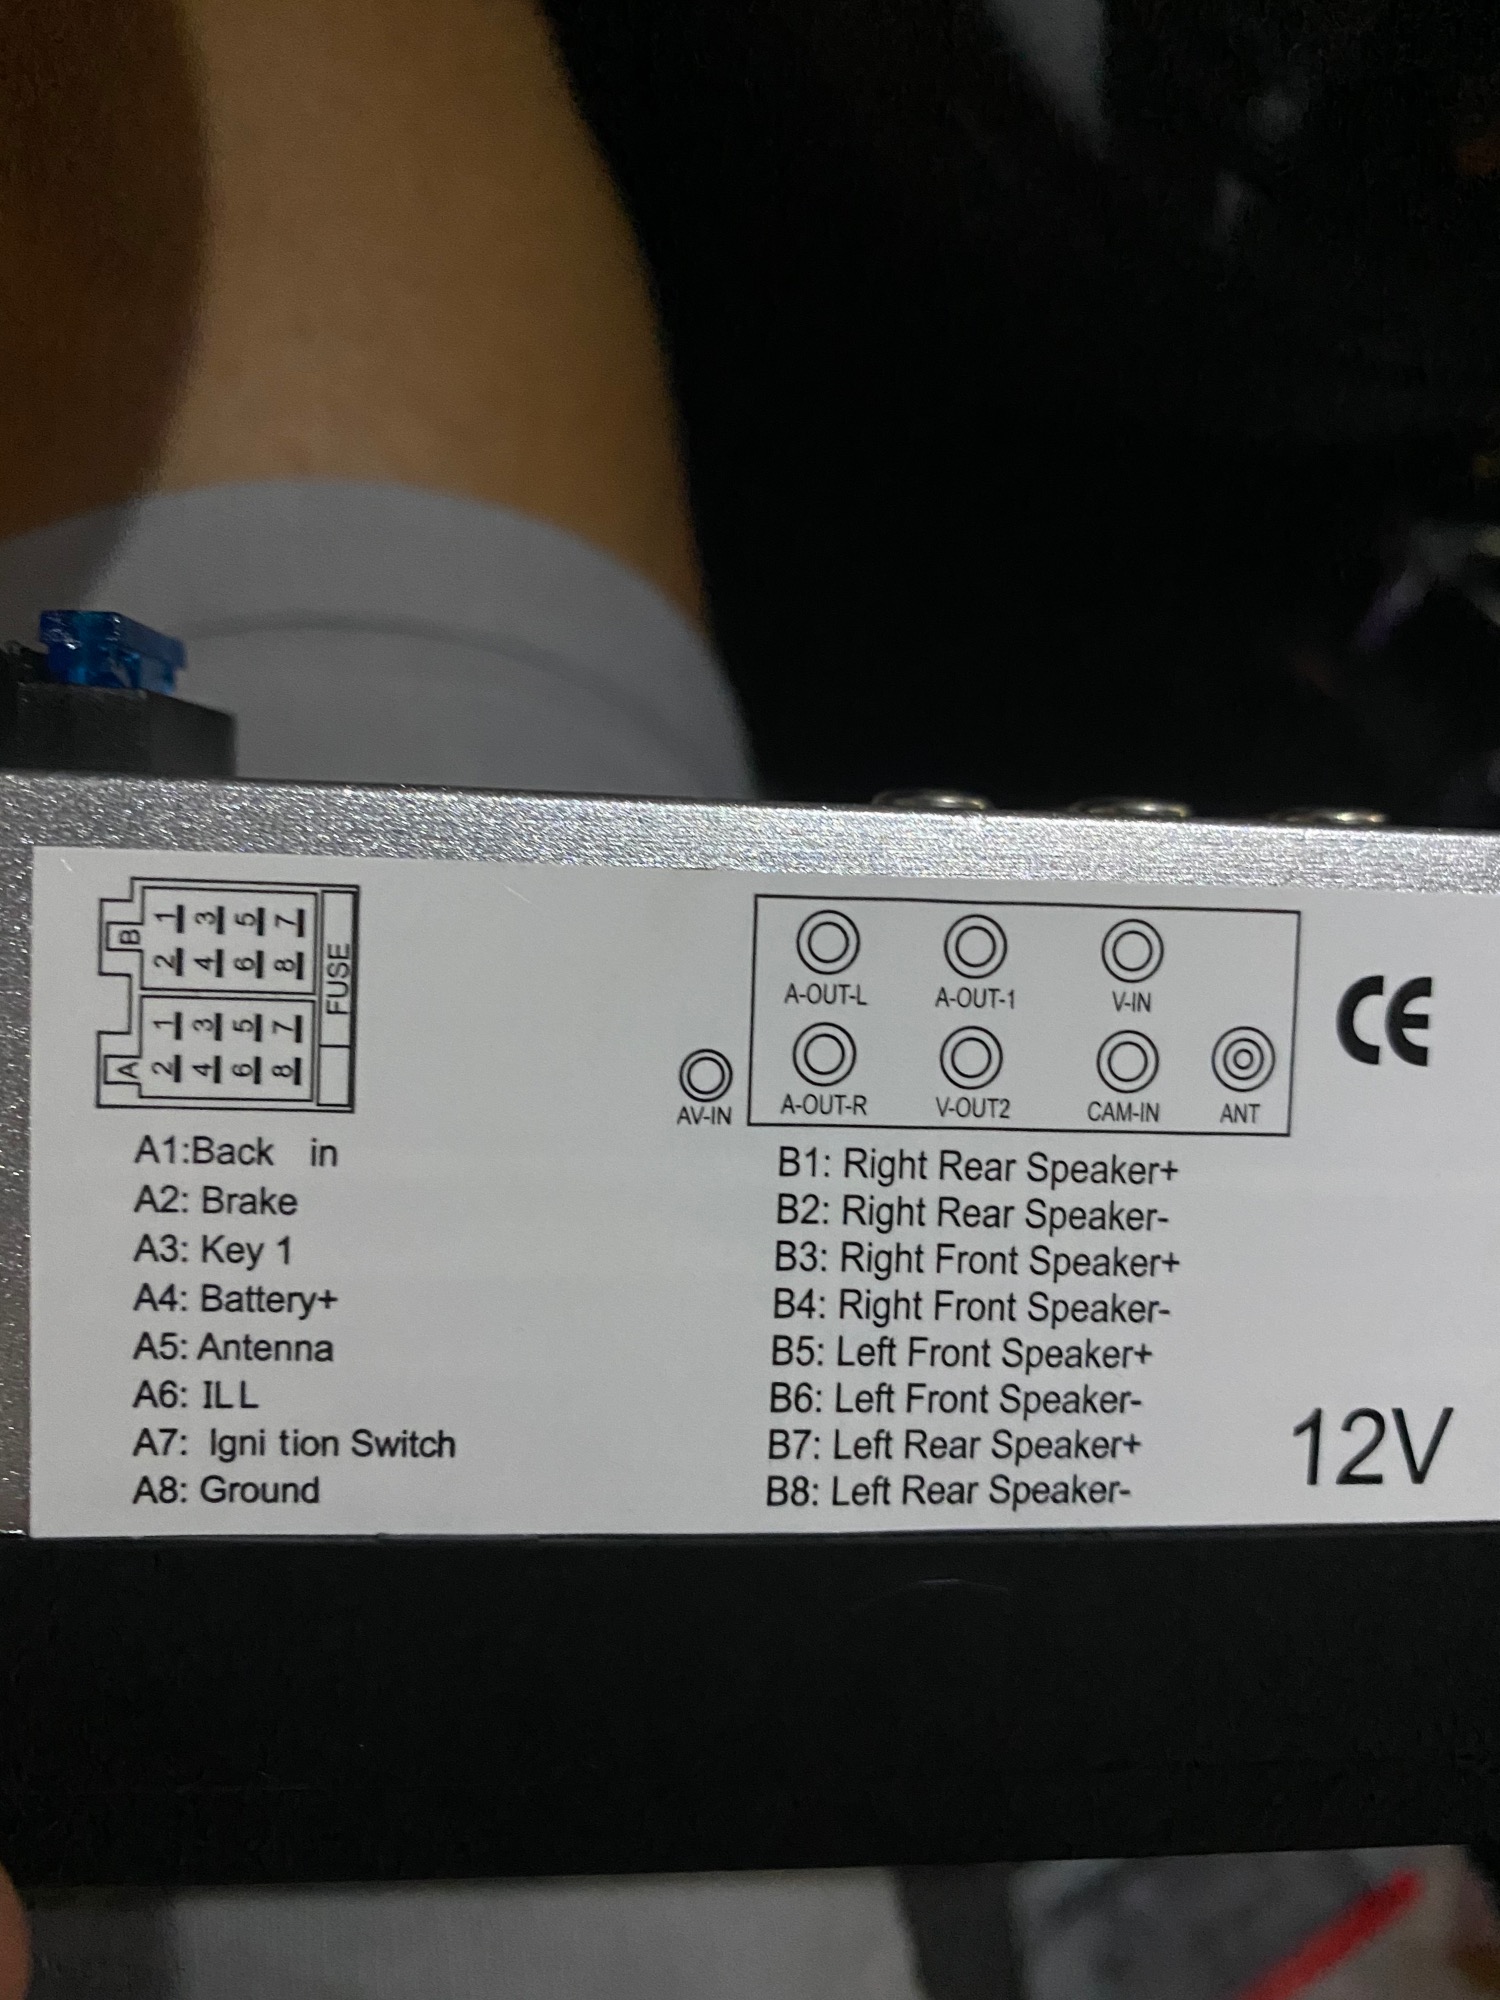 B 1 3 5 7
2 4 6 8
A 1 3 5 7
2 4 6 8
FUSE
A-OUT-L A-OUT-1 V-IN
AV-IN A-OUT-R V-OUT2 CAM-IN ANT
CE
A1:Back in
A2: Brake
A3: Key 1
A4: Battery+
A5: Antenna
A6: ILL
A7: Igni tion Switch
A8: Ground
B1: Right Rear Speaker+
B2: Right Rear Speaker-
B3: Right Front Speaker+
B4: Right Front Speaker-
B5: Left Front Speaker+
B6: Left Front Speaker-
B7: Left Rear Speaker+
B8: Left Rear Speaker-
12V